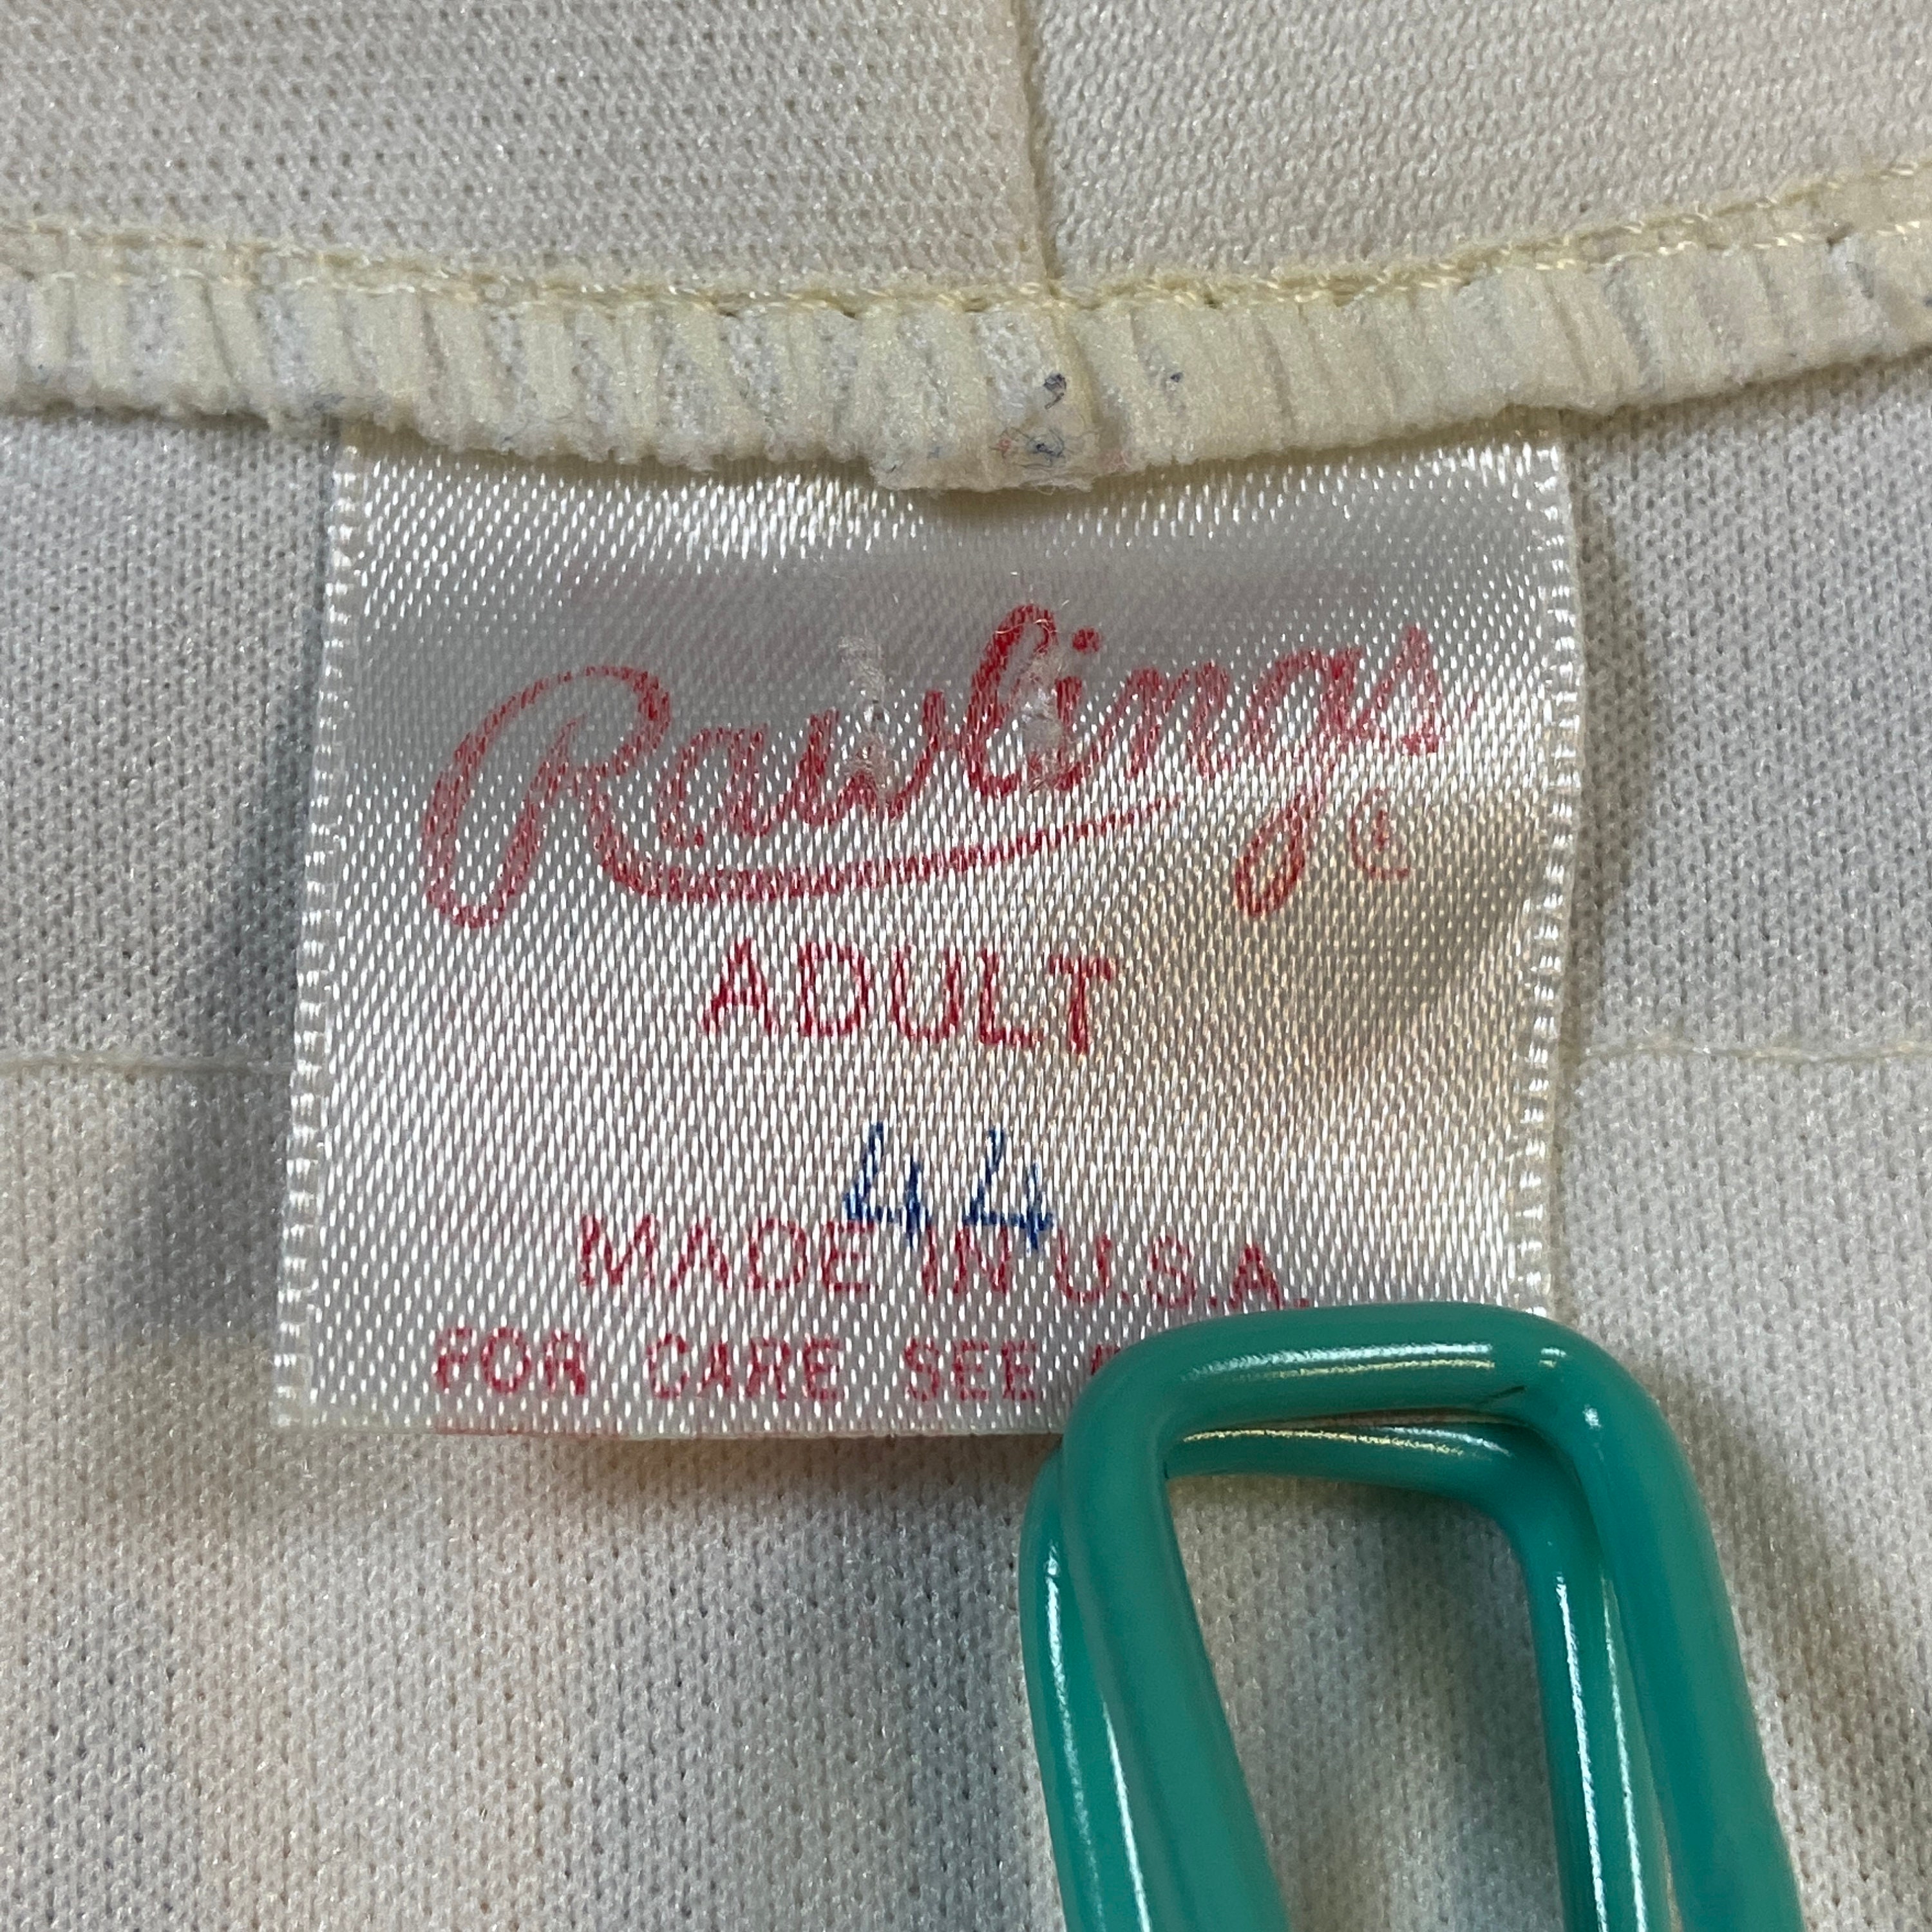 Rawlings®
ADULT
44
MADE IN U.S.A.
FOR CARE SEE